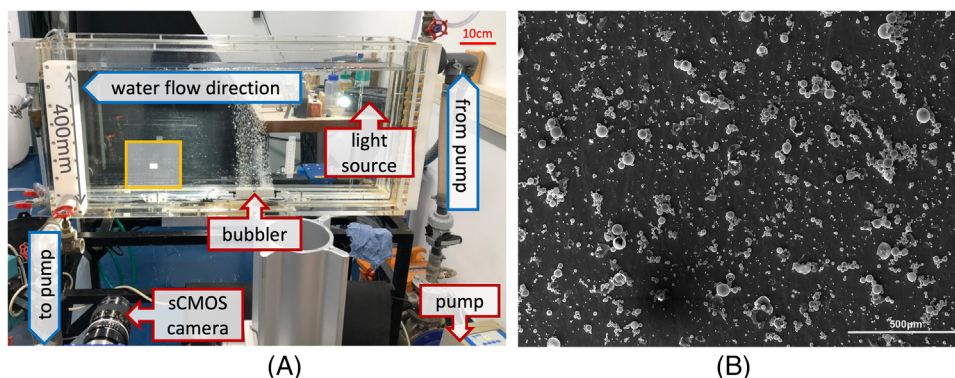 10cm
water flow direction
400mm
from pump
light
source
bubbler
to pump
sCMOS
camera
pump
500μm
(A)
(B)